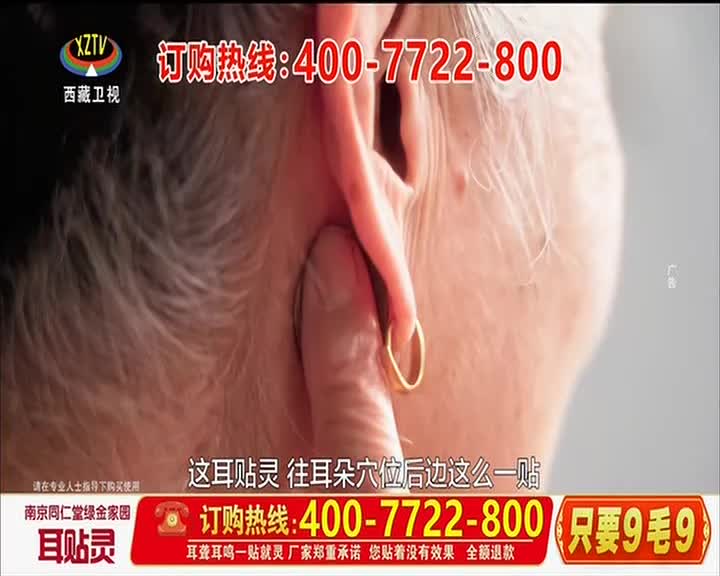 XZTV
西藏卫视
订购热线:400-7722-800
广告
这耳贴灵 往耳朵穴位后边这么一贴
请在专业人士指导下购买使用
南京同仁堂绿金家园
耳贴灵
订购热线:400-7722-800
耳聋耳鸣一贴就灵 厂家郑重承诺 您贴着没有效果 全额退款
只要9毛9